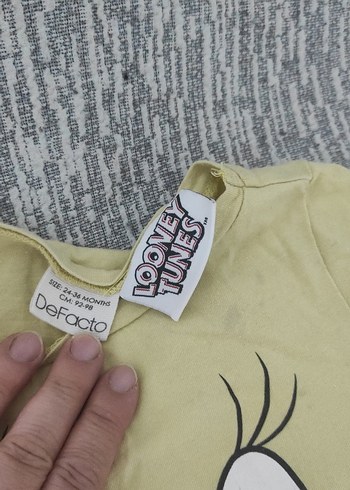 LOONEY
TUNES
SIZE: 24-36 MONTHS
CM: 92-98
DeFacto